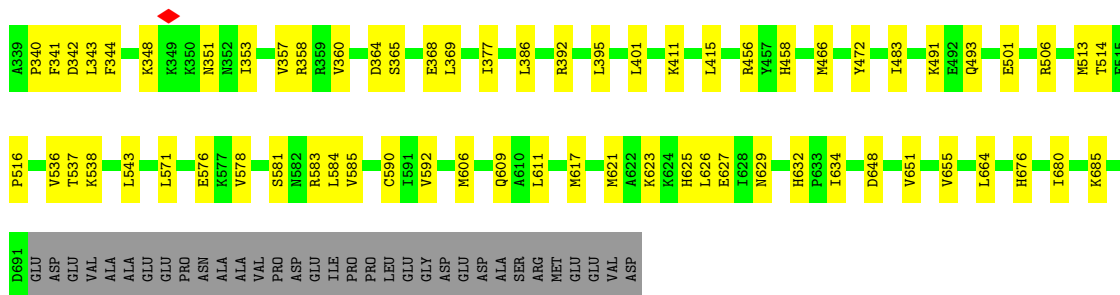 A339 P340 F341 D342 L343 F344 K348 K349 K350 N351 N352 I353 V357 R358 R359 V360 D364 S365 E368 L369 I377 L386 R392 L395 L401 K411 L415 R456 Y457 H458 M466 Y472 I483 K491 E492 Q493 E501 R506 M513 T514
P516 V536 T537 K538 L543 L571 E576 K577 V578 S581 N582 R583 L584 V585 C590 I591 V592 M606 Q609 A610 L611 M617 M621 A622 K623 K624 H625 L626 E627 I628 N629 H632 P633 I634 D648 V651 V655 L664 H676 I680 K685
D691 GLU ASP GLU VAL ALA ALA GLU GLU PRO ASN ALA ALA VAL PRO ASP GLU ILE PRO PRO LEU GLU GLY ASP GLU ASP ALA SER ARG MET GLU GLU VAL ASP